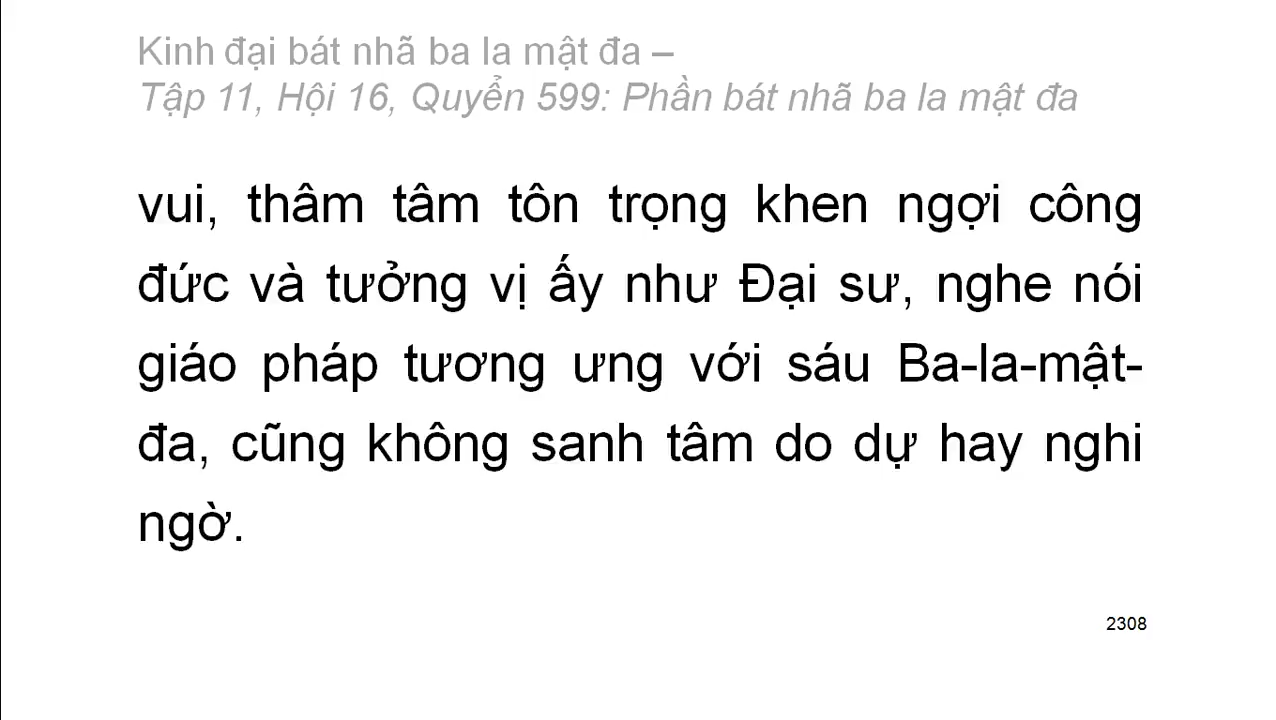 Kinh đại bát nhã ba la mật đa –
Tập 11, Hội 16, Quyển 599: Phần bát nhã ba la mật đa
vui, thâm tâm tôn trọng khen ngợi công
đức và tưởng vị ấy như Đại sư, nghe nói
giáo pháp tương ưng với sáu Ba-la-mật-
đa, cũng không sanh tâm do dự hay nghi
ngờ.
2308